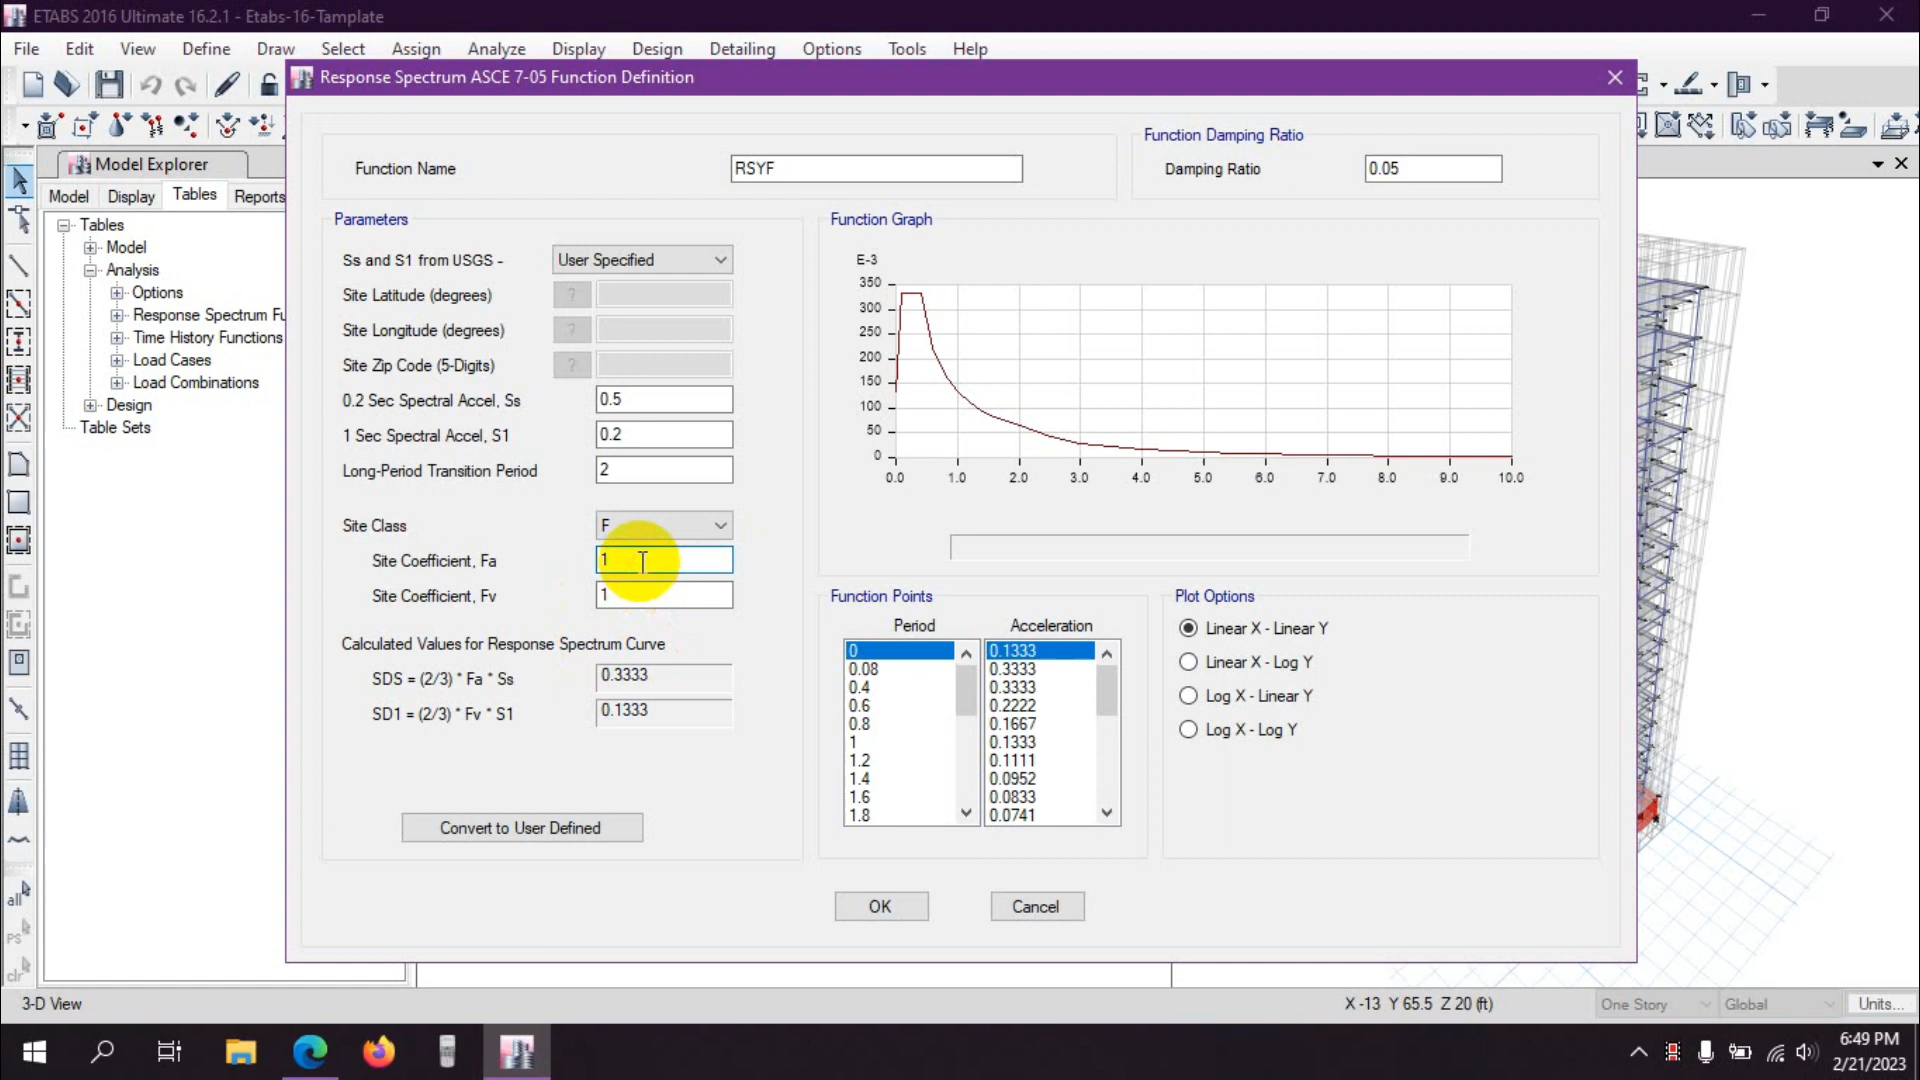 ETABS 2016 Ultimate 16.2.1 - Etabs-16-Tamplate
File Edit View Define Draw Select Assign Analyze Display Design Detailing Options Tools Help
Response Spectrum ASCE 7-05 Function Definition
Model Explorer
Model Display Tables Reports
Tables
Model
Analysis
Options
Response Spectrum Fu
Time History Functions
Load Cases
Load Combinations
Design
Table Sets
Function Name RSYF
Function Damping Ratio
Damping Ratio 0.05
Parameters
Ss and S1 from USGS - User Specified
Site Latitude (degrees) ?
Site Longitude (degrees) ?
Site Zip Code (5-Digits) ?
0.2 Sec Spectral Accel, Ss 0.5
1 Sec Spectral Accel, S1 0.2
Long-Period Transition Period 2
Site Class F
Site Coefficient, Fa 1
Site Coefficient, Fv 1
Calculated Values for Response Spectrum Curve
SDS = (2/3) * Fa * Ss 0.3333
SD1 = (2/3) * Fv * S1 0.1333
Convert to User Defined
Function Graph
E-3
350
300
250
200
150
100
50
0
0.0 1.0 2.0 3.0 4.0 5.0 6.0 7.0 8.0 9.0 10.0
Function Points
Period Acceleration
0 0.1333
0.08 0.3333
0.4 0.3333
0.6 0.2222
0.8 0.1667
1 0.1333
1.2 0.1111
1.4 0.0952
1.6 0.0833
1.8 0.0741
Plot Options
Linear X - Linear Y
Linear X - Log Y
Log X - Linear Y
Log X - Log Y
OK Cancel
all
PS
clr
3-D View X -13 Y 65.5 Z 20 (ft) One Story Global Units...
6:49 PM
2/21/2023